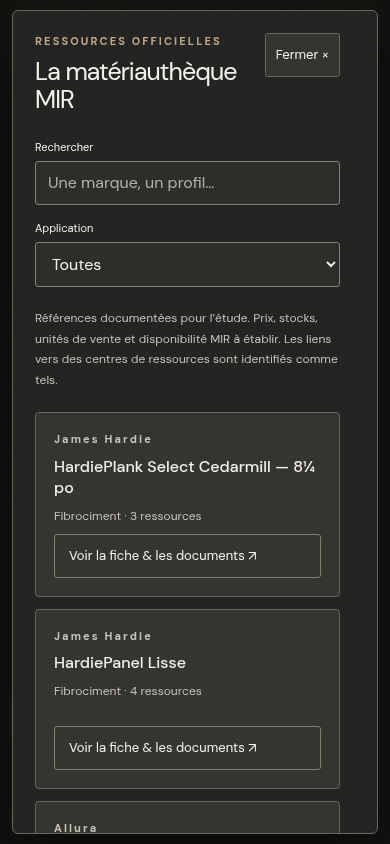 RESSOURCES OFFICIELLES
La matériauthèque
MIR
Fermer ×
Rechercher
Une marque, un profil…
Application
Toutes
Références documentées pour l’étude. Prix, stocks,
unités de vente et disponibilité MIR à établir. Les liens
vers des centres de ressources sont identifiés comme
tels.
James Hardie
HardiePlank Select Cedarmill — 8¼
po
Fibrociment · 3 ressources
Voir la fiche & les documents ↗
James Hardie
HardiePanel Lisse
Fibrociment · 4 ressources
Voir la fiche & les documents ↗
Allura